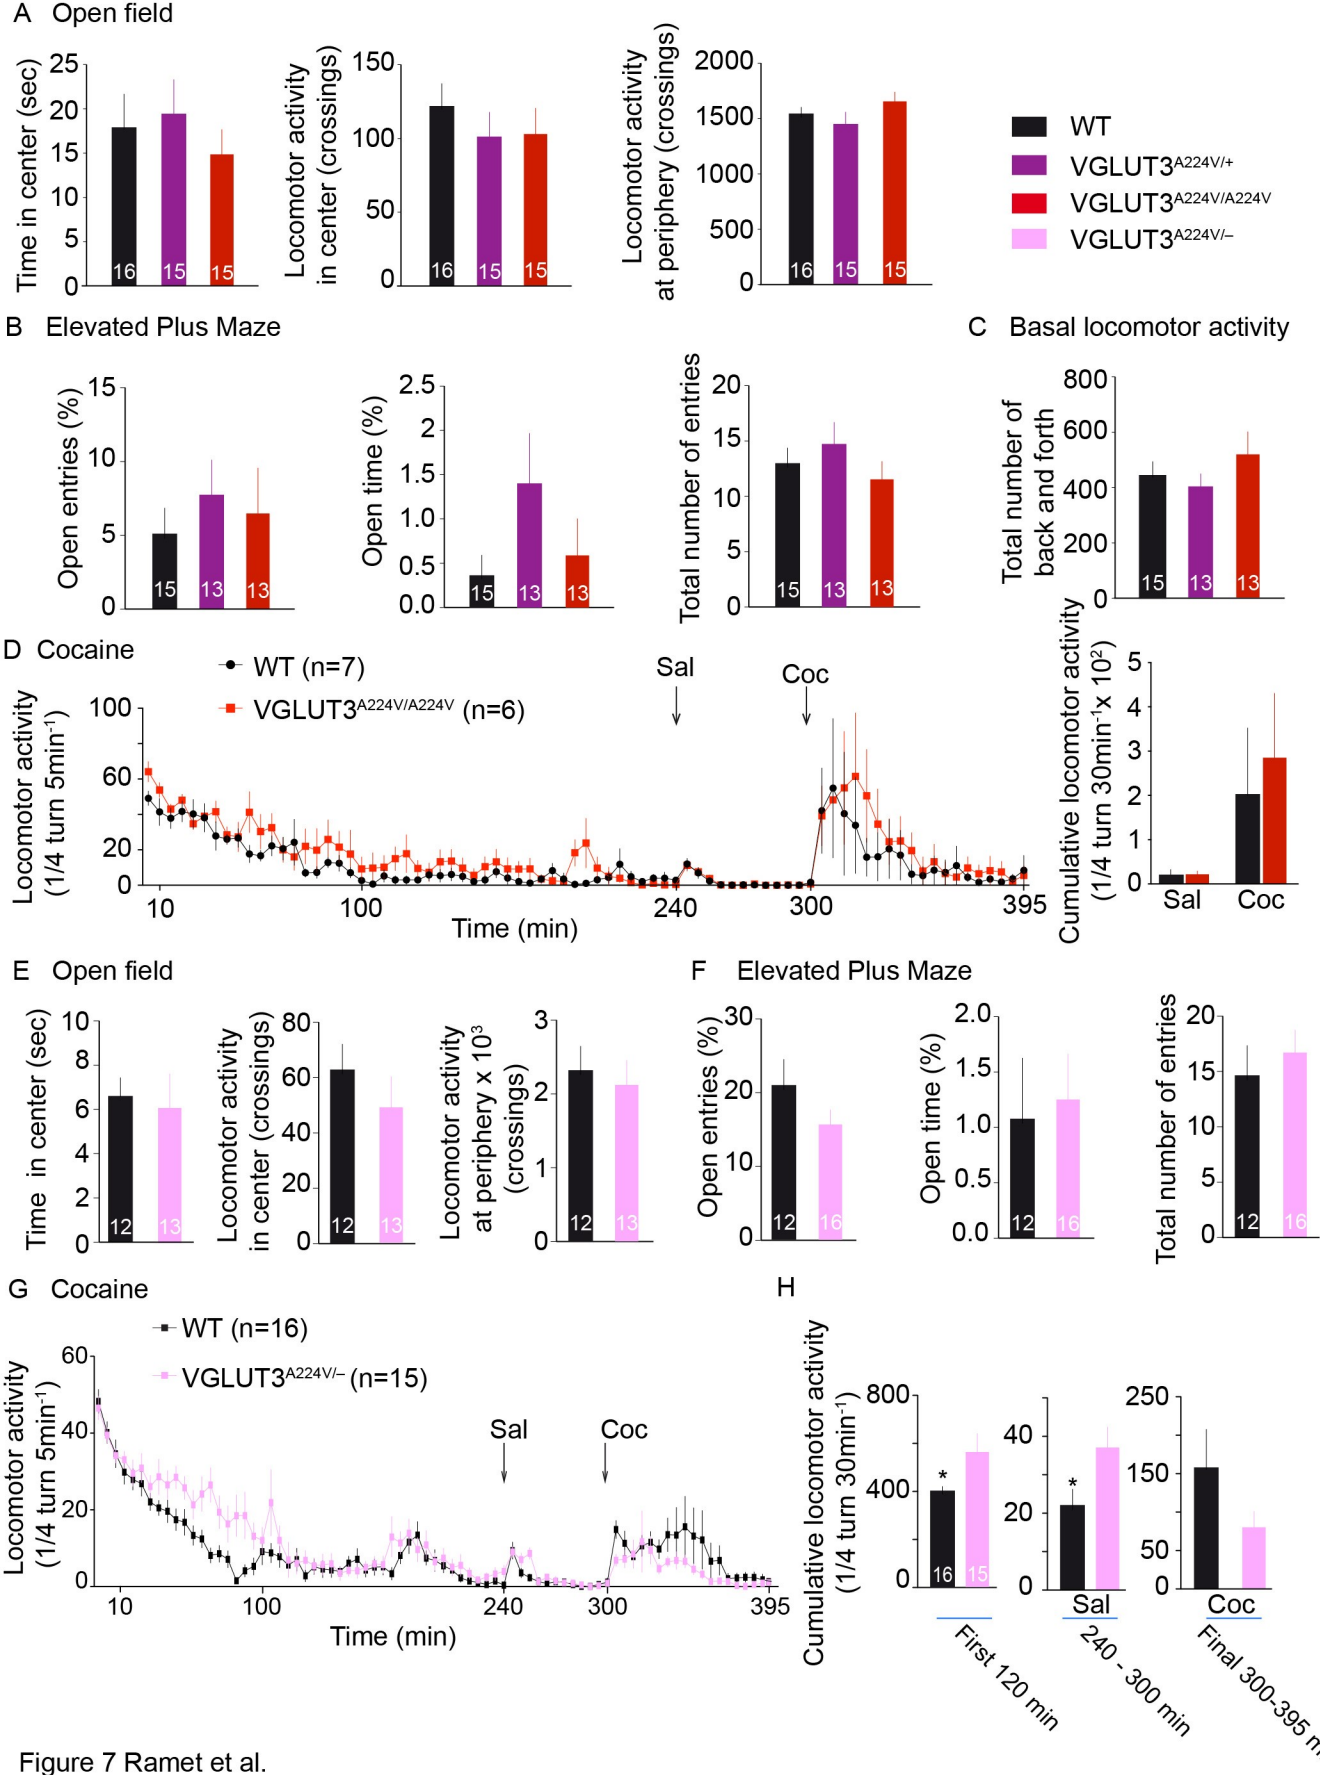 A Open field
Time in center (sec)
25
20
15
10
5
0
16
15
15
Locomotor activity
in center (crossings)
150
100
50
0
16
15
15
Locomotor activity
at periphery (crossings)
2000
1500
1000
500
0
16
15
15
WT
VGLUT3A224V/+
VGLUT3A224V/A224V
VGLUT3A224V/–
B Elevated Plus Maze
Open entries (%)
15
10
5
0
15
13
13
Open time (%)
2.5
2
1.5
1.0
0.5
0.0
15
13
13
Total number of entries
20
15
10
5
0
15
13
13
C Basal locomotor activity
Total number of
back and forth
800
600
400
200
0
15
13
13
D Cocaine
WT (n=7)
VGLUT3A224V/A224V (n=6)
Locomotor activity
(1/4 turn 5min-1)
100
60
20
0
Sal
Coc
10
100
240
300
395
Time (min)
Cumulative locomotor activity
(1/4 turn 30min-1x 102)
5
4
3
2
1
0
Sal
Coc
E Open field
Time in center (sec)
10
8
6
4
2
0
12
13
Locomotor activity
in center (crossings)
80
60
40
20
0
12
13
Locomotor activity
at periphery x 103
(crossings)
3
2
1
0
12
13
F Elevated Plus Maze
Open entries (%)
30
20
10
0
12
16
Open time (%)
2.0
1.5
1.0
0.5
0.0
12
16
Total number of entries
20
15
10
5
0
12
16
G Cocaine
WT (n=16)
VGLUT3A224V/– (n=15)
Locomotor activity
(1/4 turn 5min-1)
60
40
20
0
Sal
Coc
10
100
240
300
395
Time (min)
H
Cumulative locomotor activity
(1/4 turn 30min-1)
800
400
0
*
16
15
First 120 min
40
20
0
*
Sal
240 - 300 min
250
150
50
0
Coc
Final 300-395 m
Figure 7 Ramet et al.